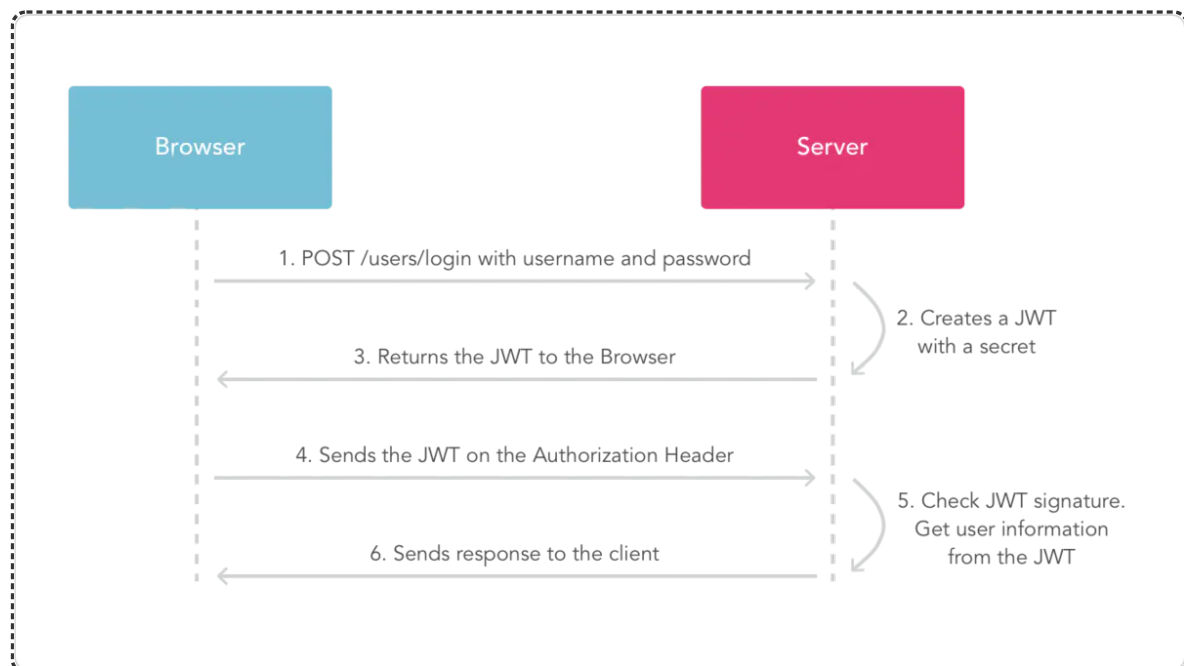 Browser
Server
1. POST /users/login with username and password
2. Creates a JWT
with a secret
3. Returns the JWT to the Browser
4. Sends the JWT on the Authorization Header
5. Check JWT signature.
Get user information
from the JWT
6. Sends response to the client